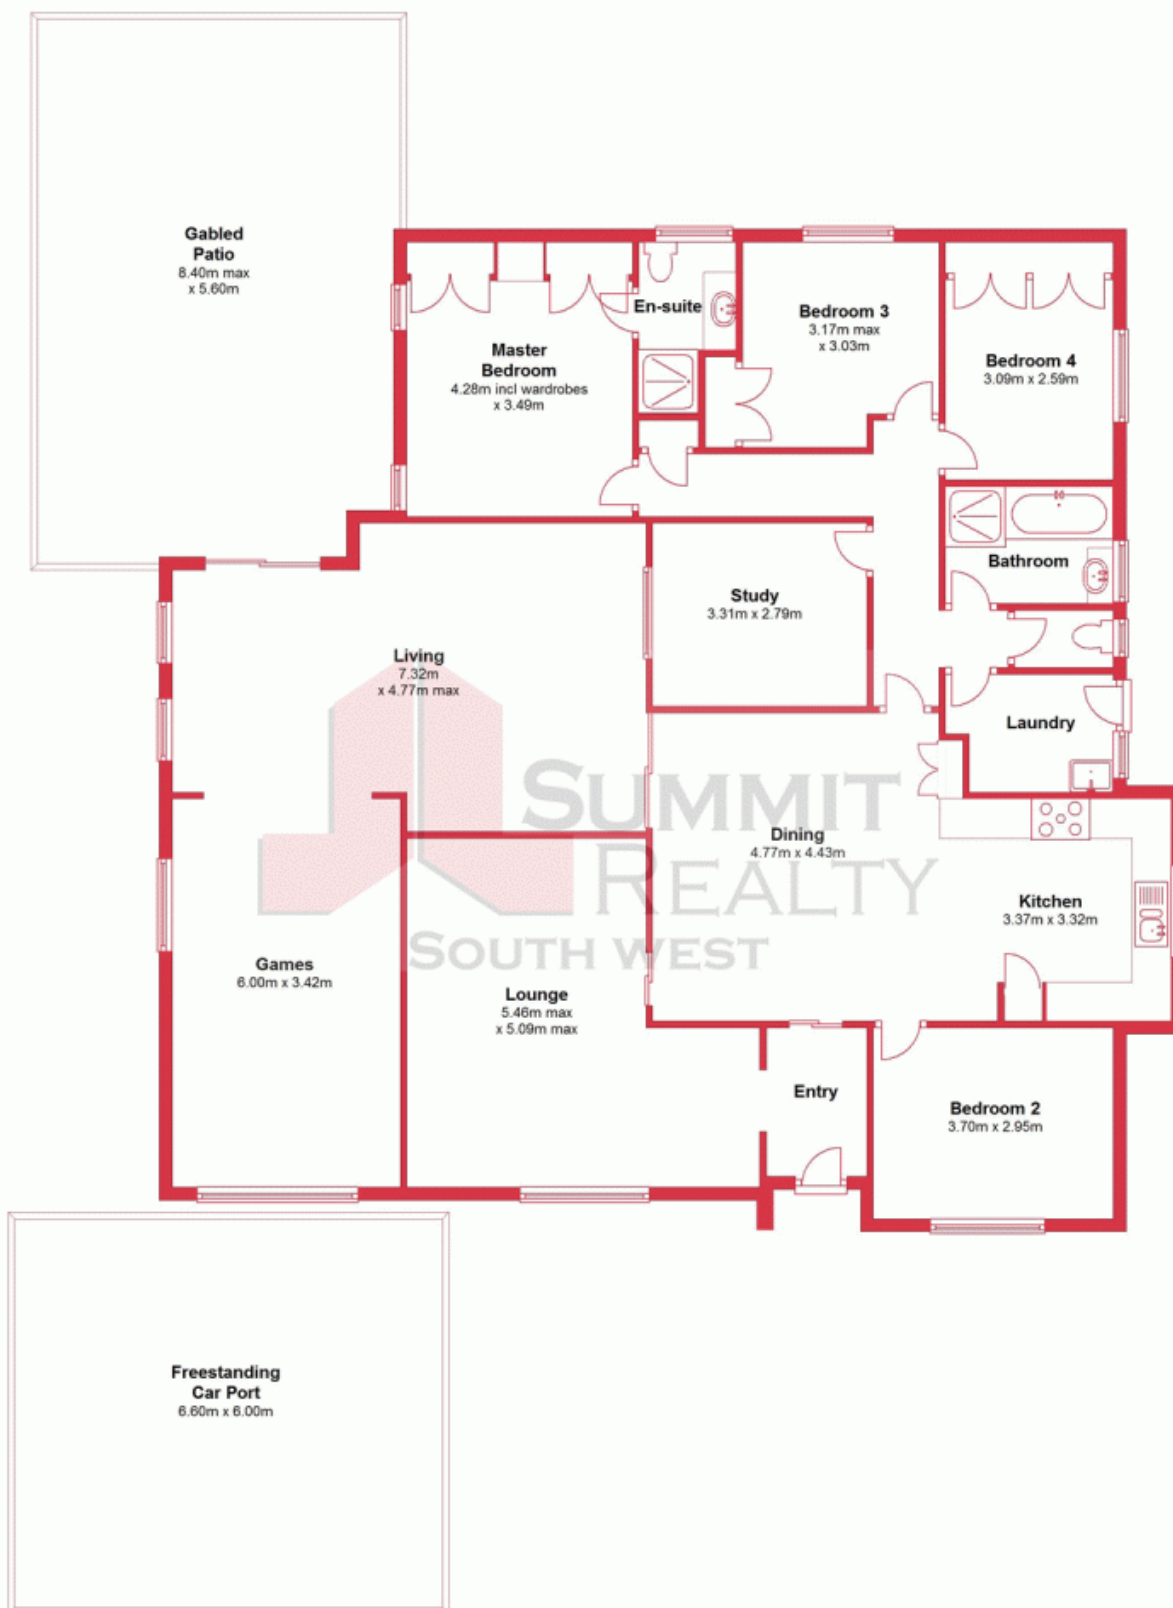 Gabled
Patio
8.40m max
x 5.60m
Master
Bedroom
4.28m incl wardrobes
x 3.49m
En-suite
Bedroom 3
3.17m max
x 3.03m
Bedroom 4
3.09m x 2.59m
Bathroom
Study
3.31m x 2.79m
Living
7.32m
x 4.77m max
Laundry
SUMMIT
REALTY
SOUTH WEST
Dining
4.77m x 4.43m
Kitchen
3.37m x 3.32m
Games
6.00m x 3.42m
Lounge
5.46m max
x 5.09m max
Entry
Bedroom 2
3.70m x 2.95m
Freestanding
Car Port
6.60m x 6.00m